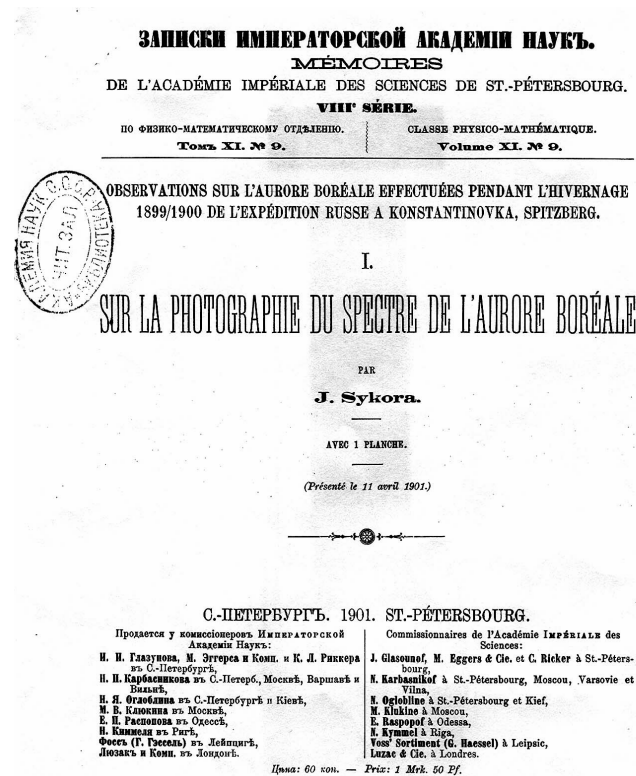 ЗАПИСКИ ИМПЕРАТОРСКОЙ АКАДЕМІИ НАУКЪ.
MÉMOIRES
DE L'ACADÉMIE IMPÉRIALE DES SCIENCES DE ST.-PÉTERSBOURG.
VIIIᵉ SÉRIE.
ПО ФИЗИКО-МАТЕМАТИЧЕСКОМУ ОТДѢЛЕНІЮ.
Томъ XI. № 9.
CLASSE PHYSICO-MATHÉMATIQUE.
Volume XI. № 9.
АКАДЕМИЯ НАУК С.С.С.Р.
ЧИТ. ЗАЛ
OBSERVATIONS SUR L'AURORE BORÉALE EFFECTUÉES PENDANT L'HIVERNAGE
1899/1900 DE L'EXPÉDITION RUSSE A KONSTANTINOVKA, SPITZBERG.
I.
SUR LA PHOTOGRAPHIE DU SPECTRE DE L'AURORE BORÉALE
PAR
J. Sykora.
AVEC 1 PLANCHE.
(Présenté le 11 avril 1901.)
С.-ПЕТЕРБУРГЪ. 1901. ST.-PÉTERSBOURG.
Продается у комиссіонеровъ Императорской
Академіи Наукъ:
И. И. Глазунова, М. Эггерса и Комп. и К. Л. Риккера
въ С.-Петербургѣ,
Н. П. Карбасникова въ С.-Петерб., Москвѣ, Варшавѣ и
Вильнѣ,
Н. Я. Оглоблина въ С.-Петербургѣ и Кіевѣ,
М. В. Клюкина въ Москвѣ,
Е. П. Распопова въ Одессѣ,
Н. Киммеля въ Ригѣ,
Фоссъ (Г. Гэссель) въ Лейпцигѣ,
Люзакъ и Комп. въ Лондонѣ.
Commissionnaires de l'Académie Impériale des
Sciences:
J. Glasounof, M. Eggers & Cie. et C. Ricker à St.-Péters-
bourg,
N. Karbasnikof à St.-Pétersbourg, Moscou, Varsovie et
Vilna,
N. Oglobline à St.-Pétersbourg et Kief,
M. Klukine à Moscou,
E. Raspopof à Odessa,
N. Kymmel à Riga,
Voss' Sortiment (G. Haessel) à Leipsic,
Luzac & Cie. à Londres.
Цѣна: 60 коп. — Prix: 1 Mrk. 50 Pf.